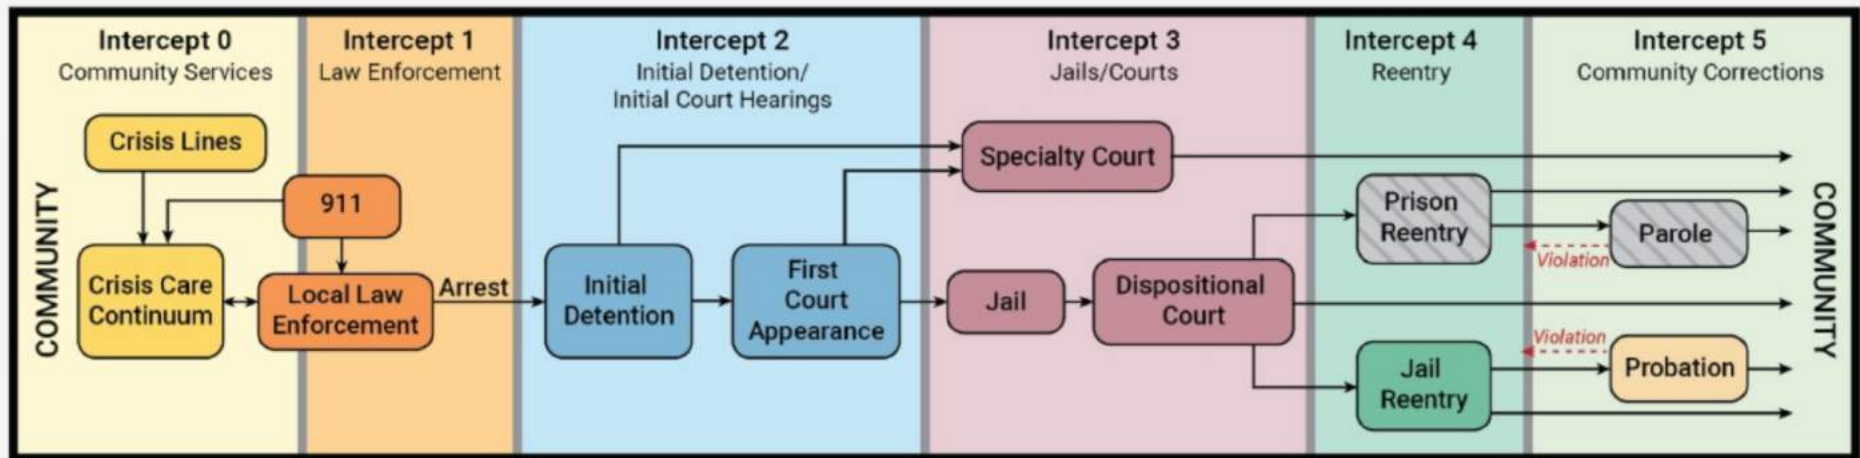 Intercept 0
Community Services
Intercept 1
Law Enforcement
Intercept 2
Initial Detention/
Initial Court Hearings
Intercept 3
Jails/Courts
Intercept 4
Reentry
Intercept 5
Community Corrections
COMMUNITY
Crisis Lines
911
Crisis Care
Continuum
Local Law
Enforcement
Arrest
Initial
Detention
First
Court
Appearance
Specialty Court
Jail
Dispositional
Court
Prison
Reentry
Parole
Violation
Jail
Reentry
Violation
Probation
COMMUNITY